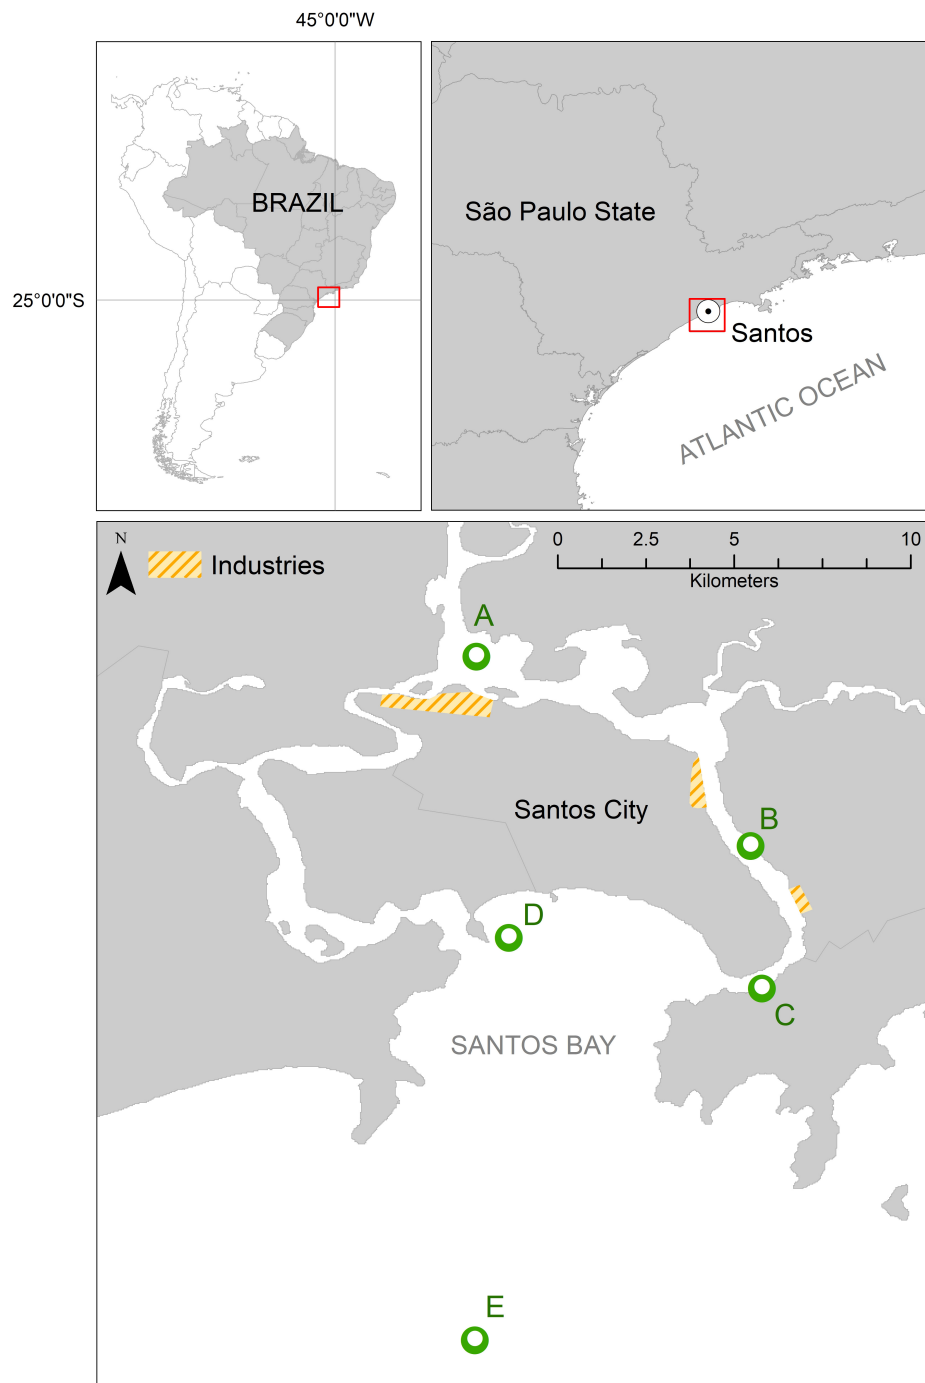 45°0'0"W
BRAZIL
25°0'0"S
São Paulo State
Santos
ATLANTIC OCEAN
N
Industries
0 2.5 5 10
Kilometers
A
Santos City
B
D
C
SANTOS BAY
E